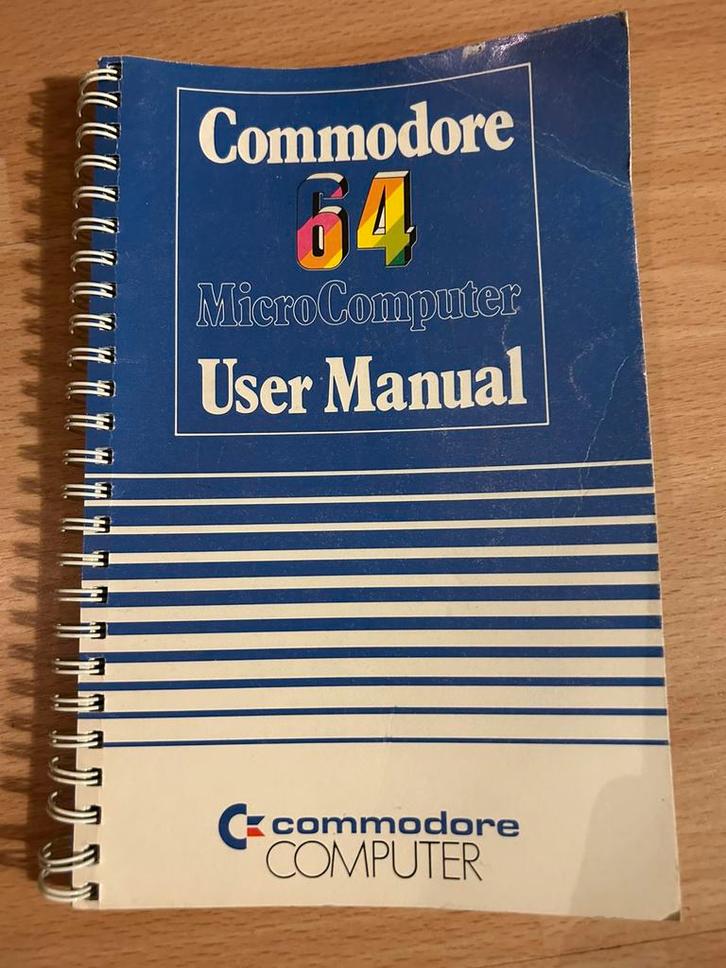 Commodore
64
MicroComputer
User Manual
commodore
COMPUTER